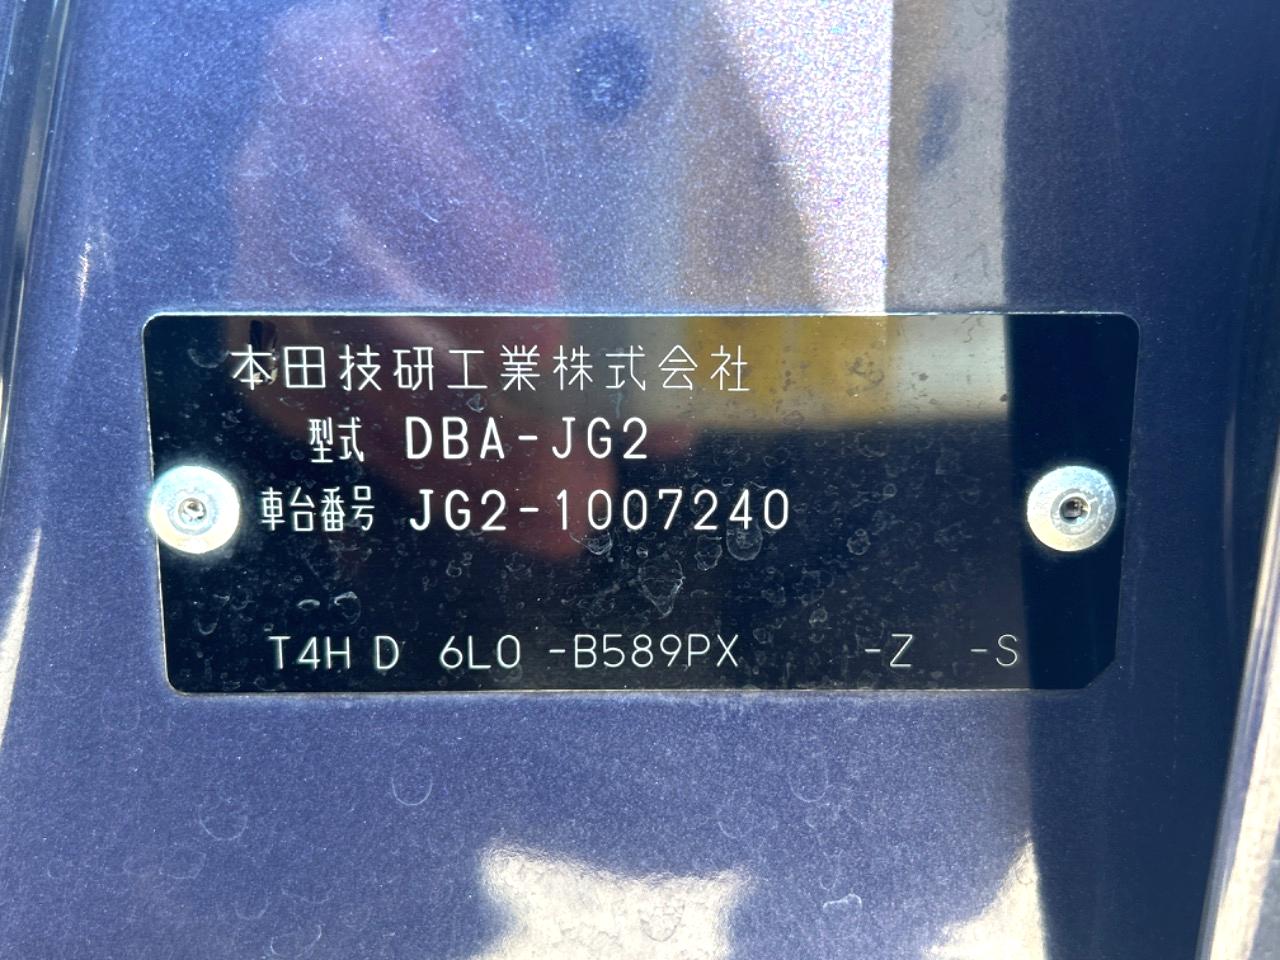 本田技研工業株式会社
型式 DBA-JG2
車台番号 JG2-1007240
T4H D 6L0 -B589PX -Z -S